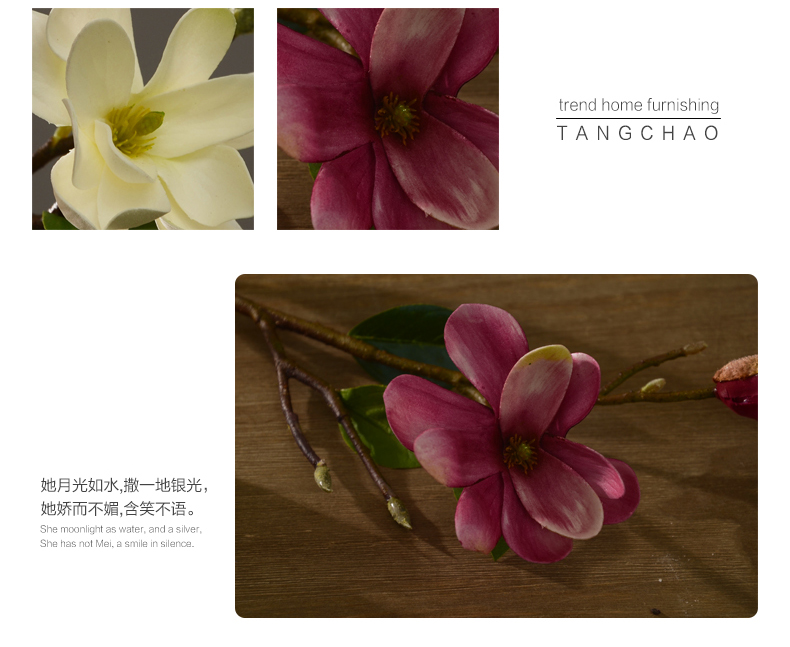 trend home furnishing
TANGCHAO
她月光如水,撒一地银光,
她娇而不媚,含笑不语。
She moonlight as water, and a silver,
She has not Mei, a smile in silence.